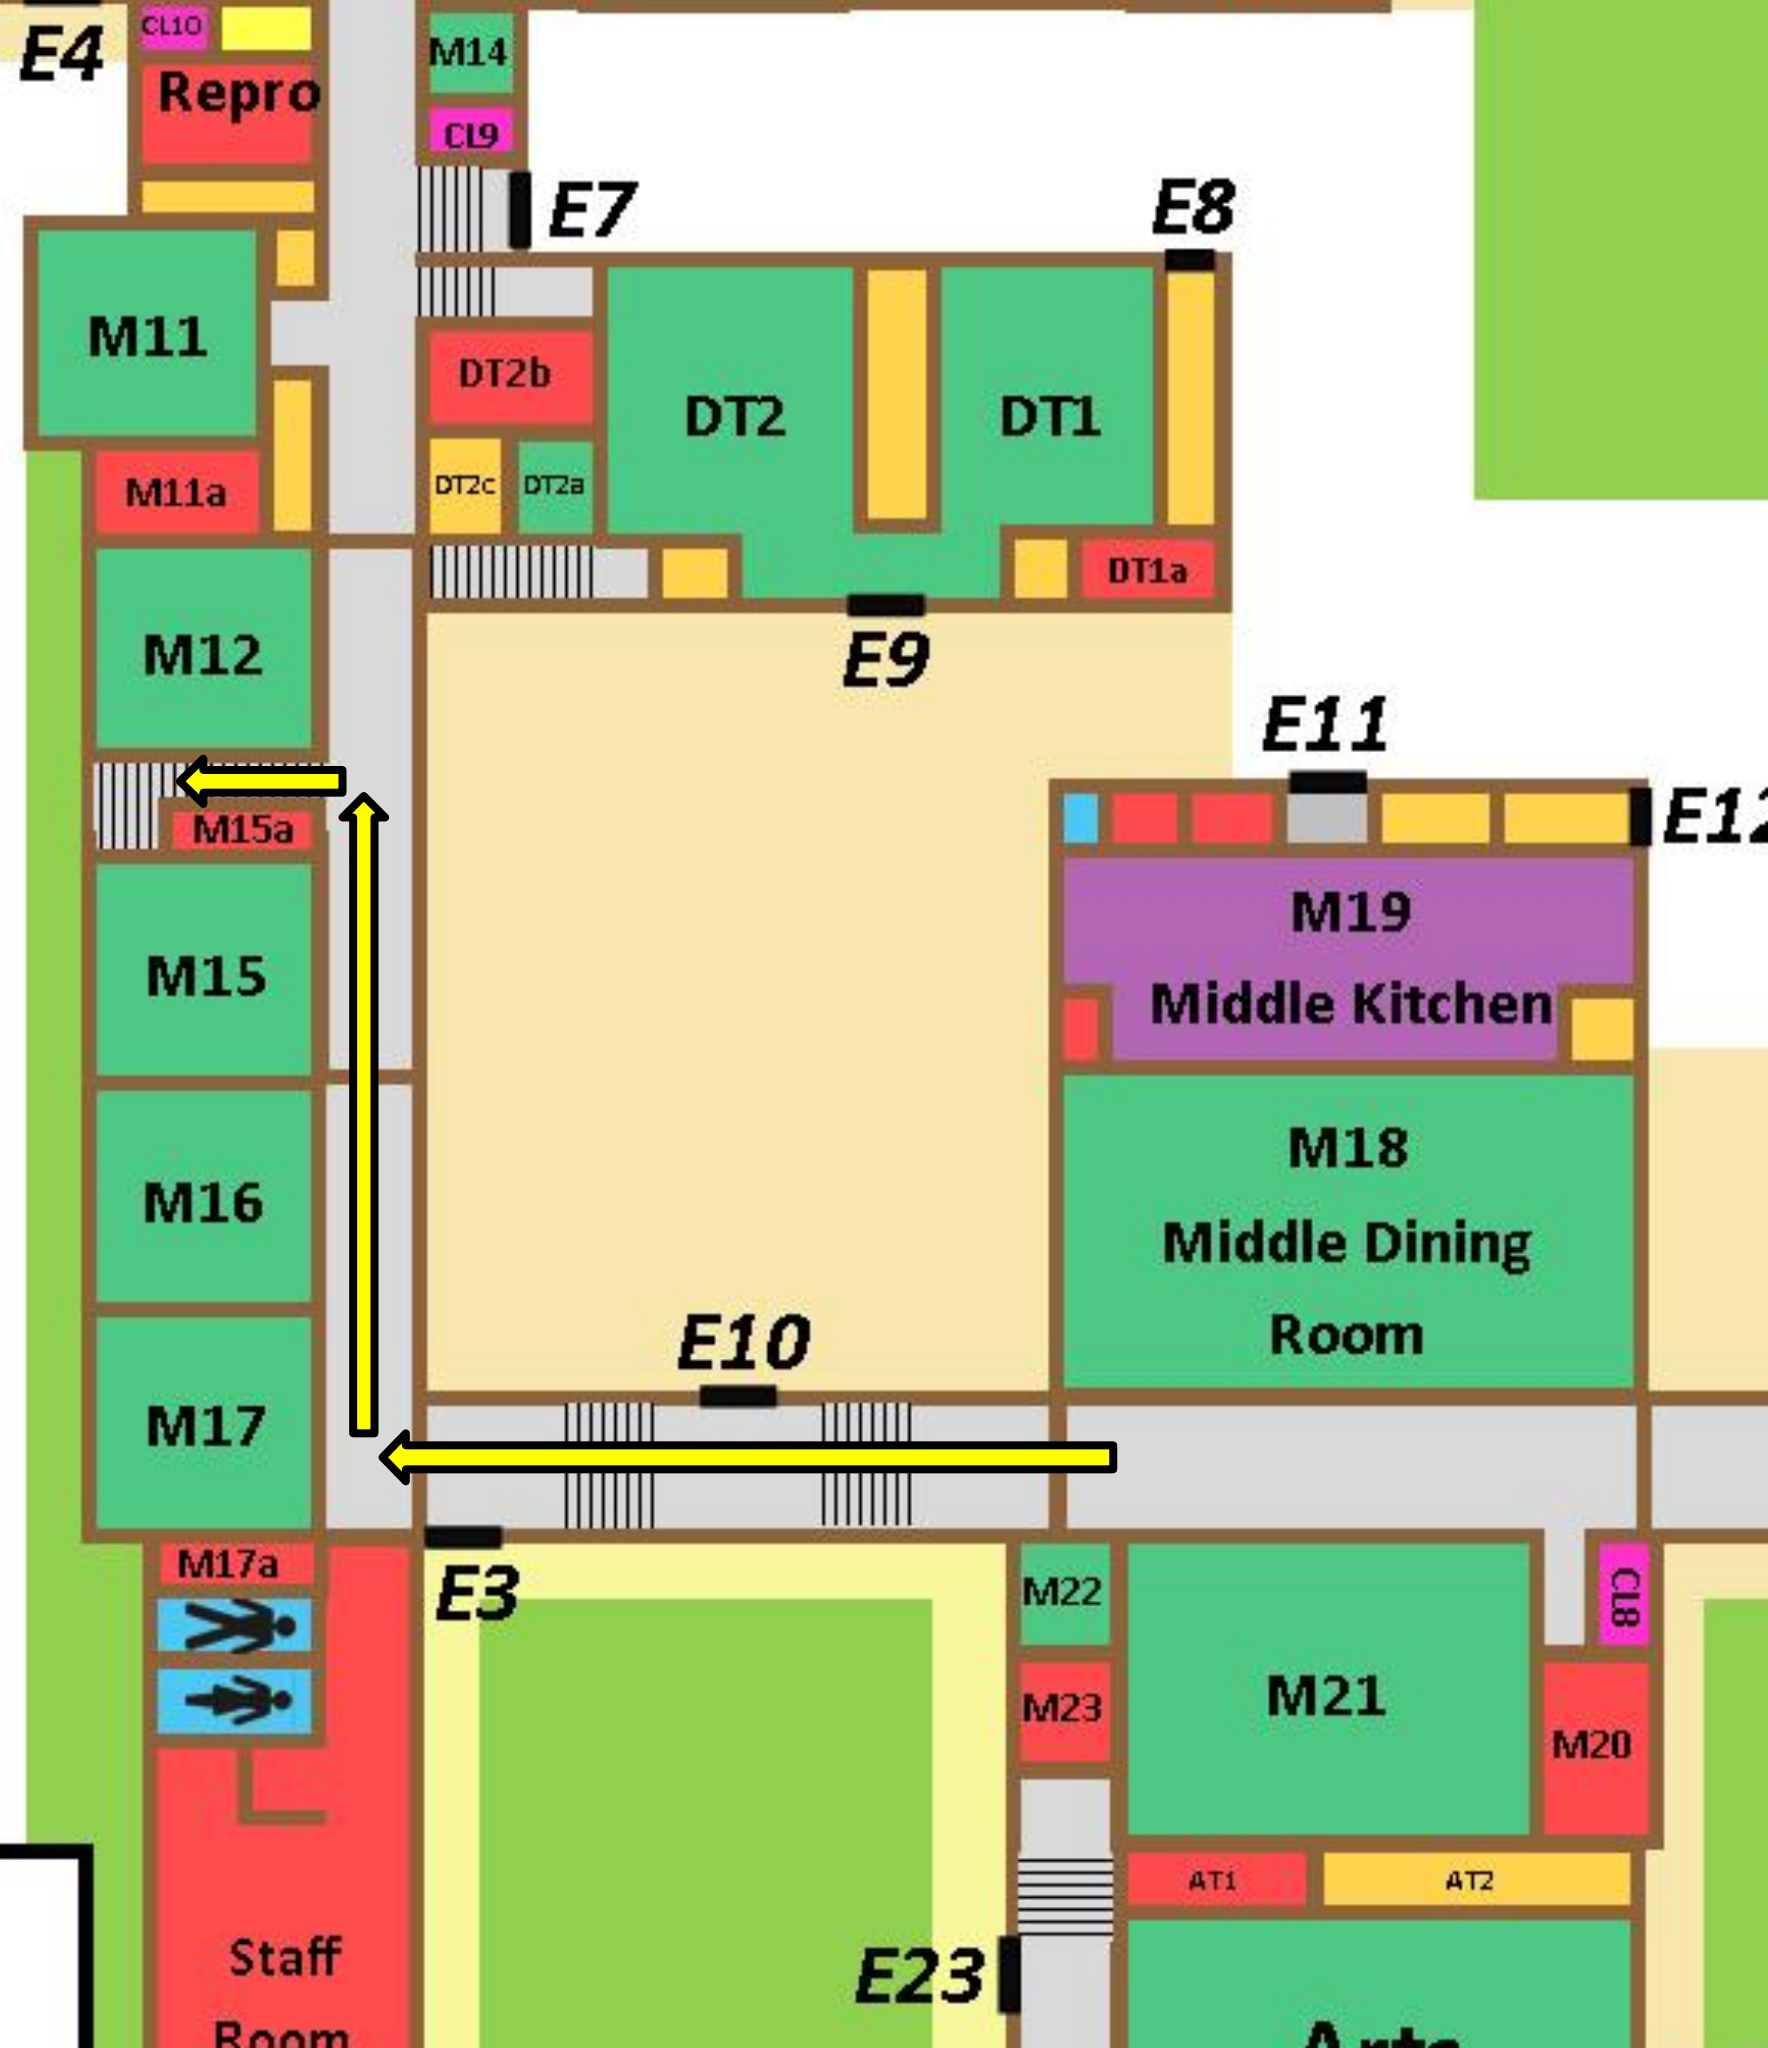 E4
CL10
Repro
M14
CL9
E7
E8
M11
DT2b
DT2
DT1
M11a
DT2c
DT2a
DT1a
M12
E9
E11
M15a
E12
M15
M19
Middle Kitchen
M16
M18
Middle Dining
Room
E10
M17
M17a
E3
M22
CL8
M23
M21
M20
AT1
AT2
Staff
Room
E23
Arts